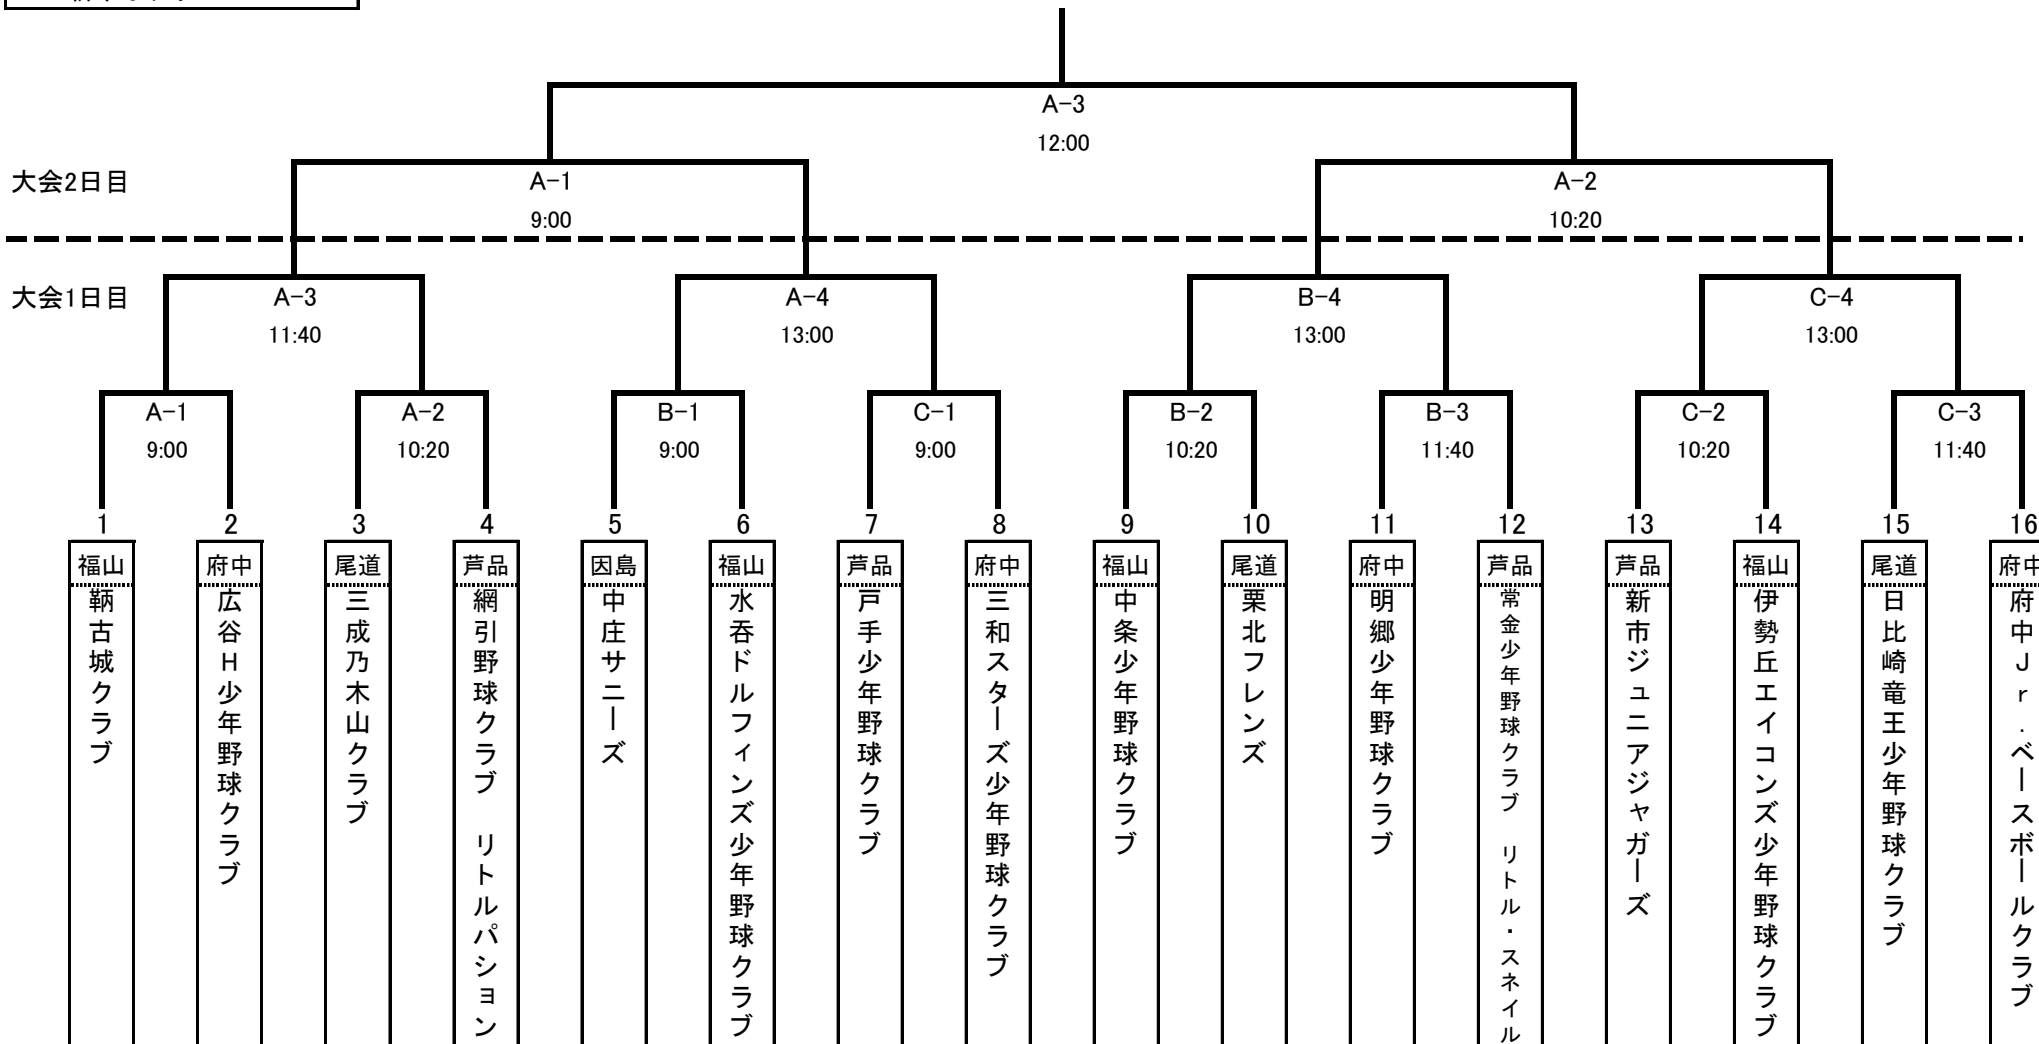 A-3
12:00
大会2日目
A-1
9:00
A-2
10:20
大会1日目
A-3
11:40
A-4
13:00
B-4
13:00
C-4
13:00
A-1
9:00
A-2
10:20
B-1
9:00
C-1
9:00
B-2
10:20
B-3
11:40
C-2
10:20
C-3
11:40
1
福山
鞆古城クラブ
2
府中
広谷H少年野球クラブ
3
尾道
三成乃木山クラブ
4
芦品
網引野球クラブ リトルパション
5
因島
中庄サニーズ
6
福山
水呑ドルフィンズ少年野球クラブ
7
芦品
戸手少年野球クラブ
8
府中
三和スターズ少年野球クラブ
9
福山
中条少年野球クラブ
10
尾道
栗北フレンズ
11
府中
明郷少年野球クラブ
12
芦品
常金少年野球クラブ リトル・スネイル
13
芦品
新市ジュニアジャガーズ
14
福山
伊勢丘エイコンズ少年野球クラブ
15
尾道
日比崎竜王少年野球クラブ
16
府中
府中Jr.ベースボールクラブ